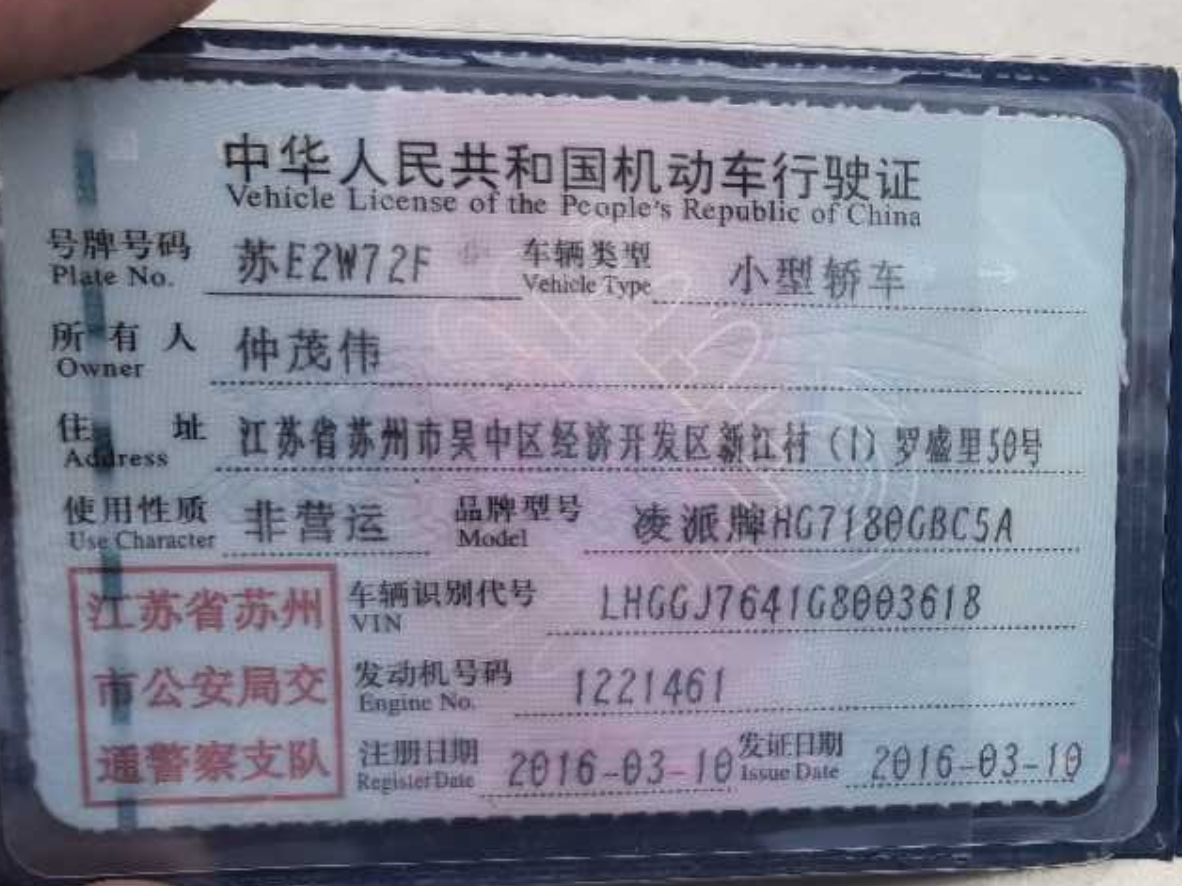 中华人民共和国机动车行驶证
Vehicle License of the People's Republic of China
号牌号码 苏E2W72F 车辆类型 小型轿车
Plate No. Vehicle Type
所有人 仲茂伟
Owner
住址 江苏省苏州市吴中区经济开发区新江村（1）罗盛里50号
Address
使用性质 非营运 品牌型号 凌派牌HG7180GBC5A
Use Character Model
江苏省苏州 车辆识别代号 LHGGJ7641G8003618
VIN
市公安局交 发动机号码 1221461
Engine No.
通警察支队 注册日期 2016-03-10 发证日期 2016-03-10
Register Date Issue Date